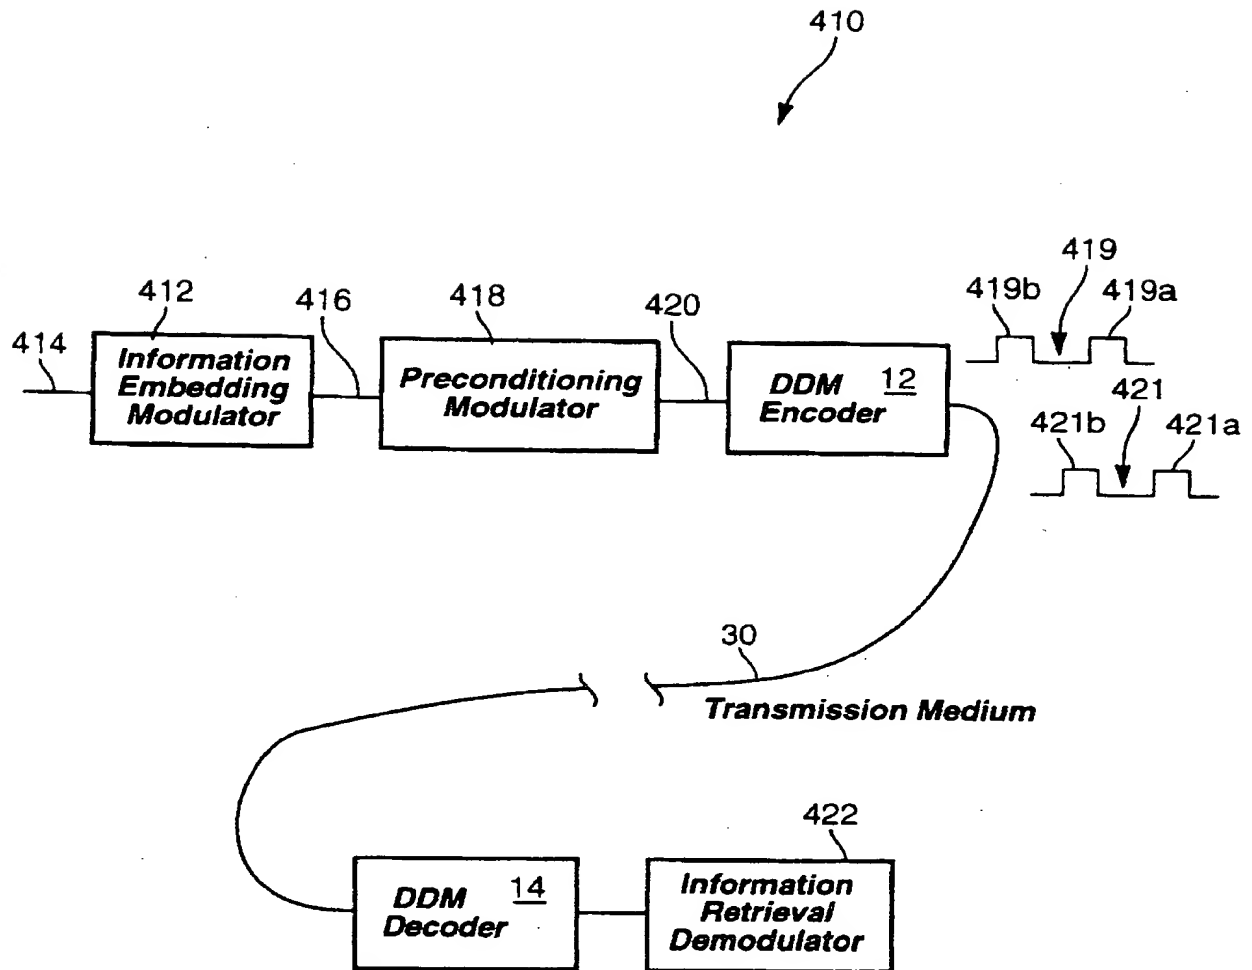 410
419
419b
419a
412
416
418
420
414
Information
Embedding
Modulator
Preconditioning
Modulator
DDM 12
Encoder
421
421b
421a
30
Transmission Medium
422
DDM 14
Decoder
Information
Retrieval
Demodulator